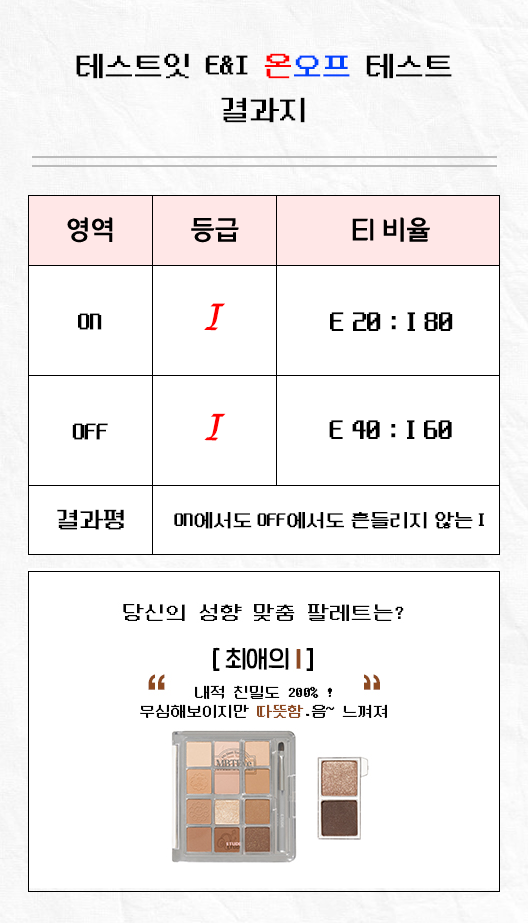 테스트잇 E&I 온오프 테스트
결과지
영역 등급 EI 비율
ON I E 20 : I 80
OFF I E 40 : I 60
결과평 ON에서도 OFF에서도 흔들리지 않는 I
당신의 성향 맞춤 팔레트는?
[ 최애의 I ]
“ 내적 친밀도 200% ! ”
무심해보이지만 따뜻함.음~ 느껴져
ETUDE